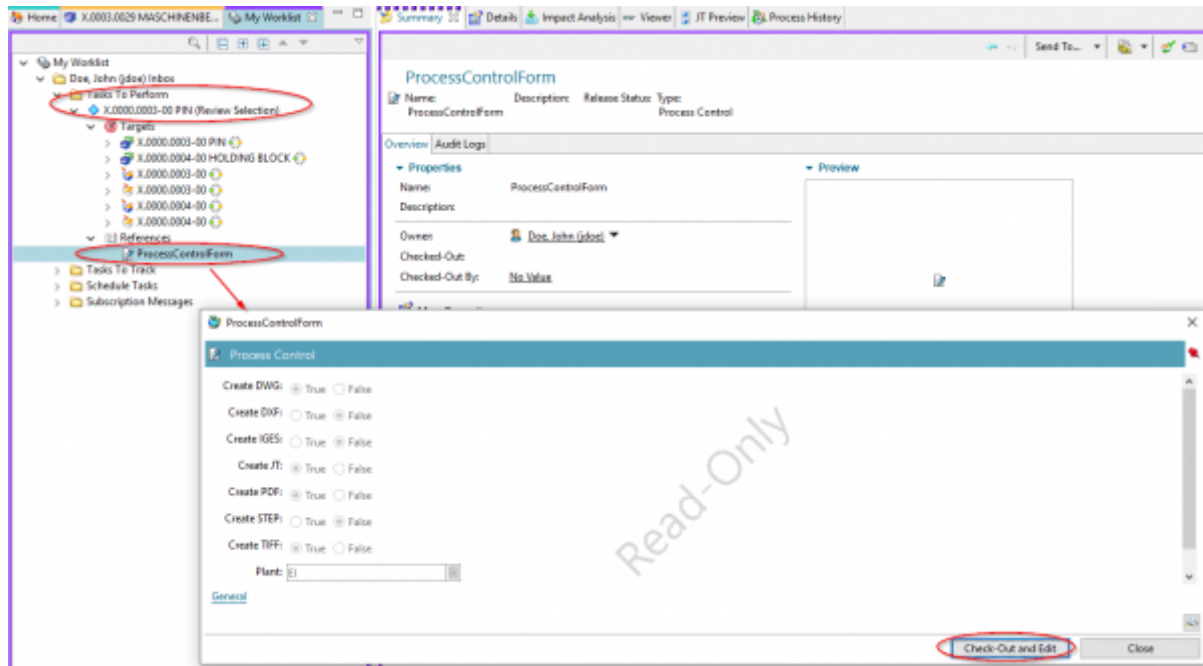 Home X.0003.0029 MASCHINENBE... My Worklist
Summary Details Impact Analysis Viewer JT Preview Process History
Send To...
My Worklist
Doe, John (jdoe) Inbox
Tasks To Perform
X.0000.0003-00 PIN (Review Selection)
Targets
X.0000.0003-00 PIN
X.0000.0004-00 HOLDING BLOCK
X.0000.0003-00
X.0000.0003-00
X.0000.0004-00
X.0000.0004-00
References
ProcessControlForm
Tasks To Track
Schedule Tasks
Subscription Messages
ProcessControlForm
Name: Description: Release Status: Type:
ProcessControlForm Process Control
Overview Audit Logs
Properties
Name: ProcessControlForm
Description:
Owner: Doe, John (jdoe)
Checked-Out:
Checked-Out By: No Value
Preview
ProcessControlForm
Process Control
Create DWG: True False
Create DXF: True False
Create IGES: True False
Create JT: True False
Create PDF: True False
Create STEP: True False
Create TIFF: True False
Plant:
General
Read-Only
Check-Out and Edit Close